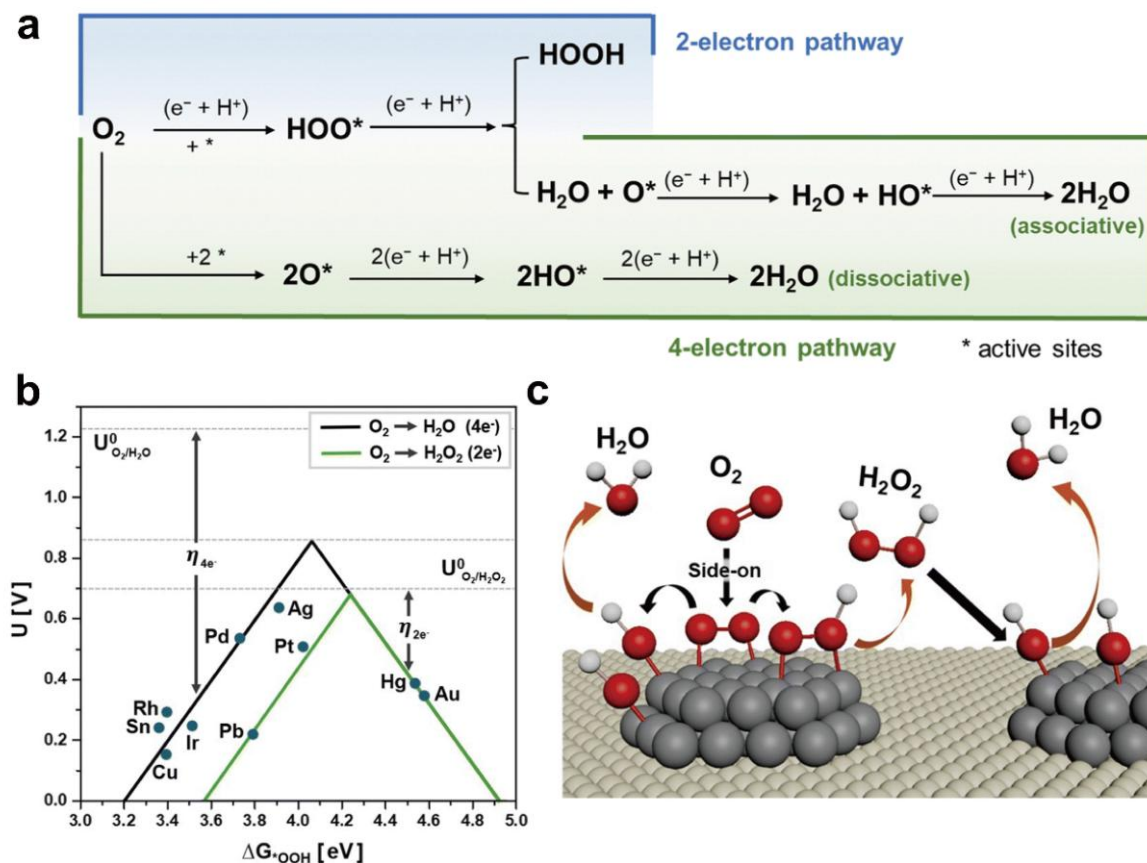 a
2-electron pathway
HOOH
(e⁻ + H⁺)
(e⁻ + H⁺)
O₂
HOO*
+ *
H₂O + O*
(e⁻ + H⁺)
H₂O + HO*
(e⁻ + H⁺)
2H₂O
(associative)
+2 *
2O*
2(e⁻ + H⁺)
2HO*
2(e⁻ + H⁺)
2H₂O (dissociative)
4-electron pathway
* active sites
b
U [V]
1.2
1.0
0.8
0.6
0.4
0.2
0.0
U⁰O₂/H₂O
O₂ → H₂O (4e⁻)
O₂ → H₂O₂ (2e⁻)
η4e⁻
U⁰O₂/H₂O₂
η2e⁻
Ag
Pd
Pt
Hg
Au
Rh
Sn
Ir
Pb
Cu
3.0 3.2 3.4 3.6 3.8 4.0 4.2 4.4 4.6 4.8 5.0
ΔG*OOH [eV]
c
H₂O
O₂
H₂O₂
H₂O
Side-on